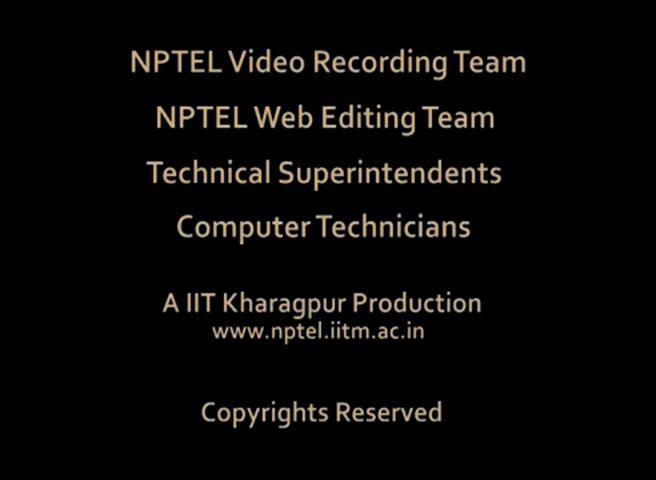 NPTEL Video Recording Team
NPTEL Web Editing Team
Technical Superintendents
Computer Technicians
A IIT Kharagpur Production
www.nptel.iitm.ac.in
Copyrights Reserved